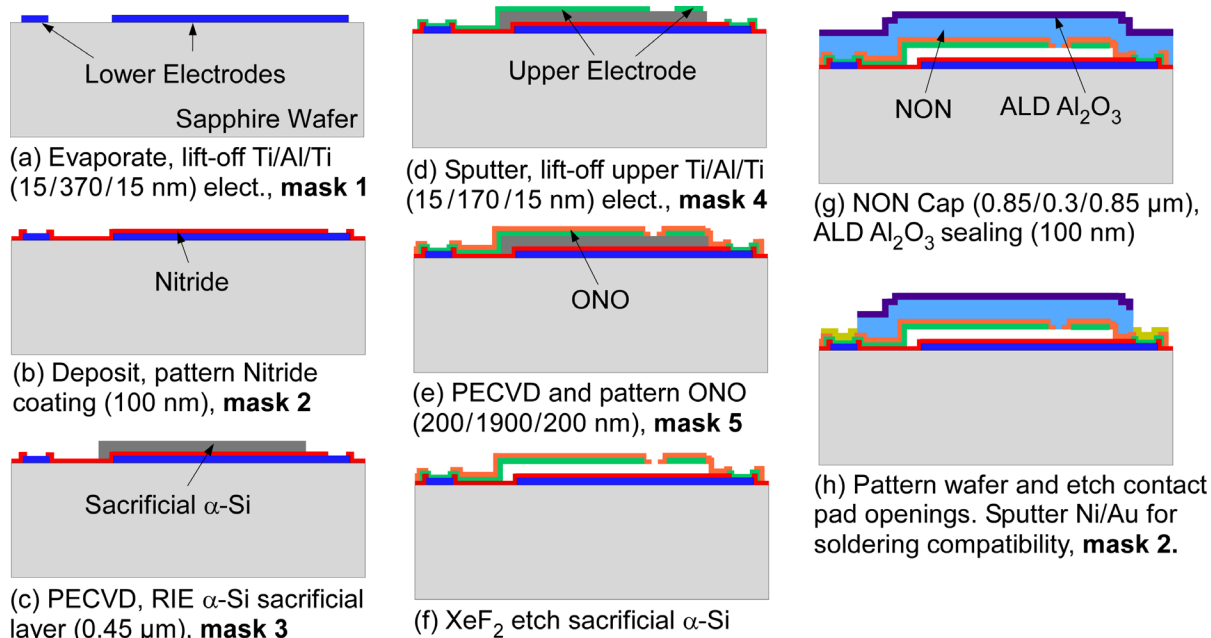 Lower Electrodes
Sapphire Wafer
(a) Evaporate, lift-off Ti/Al/Ti
(15/370/15 nm) elect., mask 1
Nitride
(b) Deposit, pattern Nitride
coating (100 nm), mask 2
Sacrificial α-Si
(c) PECVD, RIE α-Si sacrificial
layer (0.45 μm), mask 3
Upper Electrode
(d) Sputter, lift-off upper Ti/Al/Ti
(15/170/15 nm) elect., mask 4
ONO
(e) PECVD and pattern ONO
(200/1900/200 nm), mask 5
(f) XeF₂ etch sacrificial α-Si
NON
ALD Al₂O₃
(g) NON Cap (0.85/0.3/0.85 μm),
ALD Al₂O₃ sealing (100 nm)
(h) Pattern wafer and etch contact
pad openings. Sputter Ni/Au for
soldering compatibility, mask 2.